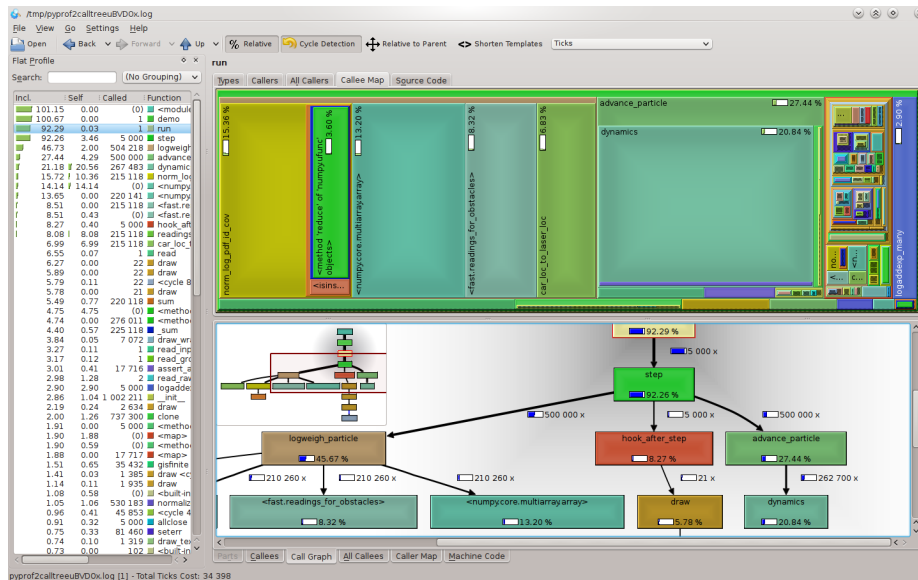 /tmp/pyprof2calltreeuBVD0x.log
File View Go Settings Help
Open Back Forward Up % Relative Cycle Detection Relative to Parent <> Shorten Templates Ticks
Flat Profile
Search: (No Grouping)
Incl. Self Called Function
101.15 0.00 (0) <module
100.67 0.00 1 demo
92.29 0.03 1 run
92.26 3.46 5 000 step
46.73 2.00 504 218 logweigh
27.44 4.29 500 000 advance
21.18 20.56 267 483 dynamic
15.72 10.36 215 118 norm_log
14.14 14.14 (0) <numpy
13.65 0.00 220 141 <numpy
8.51 0.00 215 118 <fast.re
8.51 0.43 (0) <fast.re
8.27 0.40 5 000 hook_aft
8.08 8.08 215 118 readings
6.99 6.99 215 118 car_loc_t
6.55 0.07 1 read
6.27 0.00 22 draw
5.89 0.00 22 draw
5.79 0.11 22 <cycle 8
5.78 0.00 21 draw
5.49 0.77 220 118 sum
4.75 4.75 (0) <metho
4.74 0.00 276 011 <metho
4.40 0.57 225 118 _sum
3.84 0.05 7 072 draw_wra
3.27 0.11 1 read_inp
3.17 0.12 1 read_gro
3.01 0.41 17 716 assert_a
2.98 1.28 2 read_raw
2.90 2.90 5 000 logadde
2.86 1.04 1 002 211 __init__
2.19 0.24 2 634 draw
2.00 1.26 737 300 clone
1.91 0.00 5 000 <metho
1.90 1.88 (0) <map>
1.90 0.59 (0) <metho
1.88 0.00 17 717 <map>
1.51 0.65 35 432 gisfinite
1.41 0.03 1 385 draw <cy
1.14 0.11 1 935 draw
1.08 0.58 (0) <built-in
1.05 1.06 530 183 normaliz
0.96 0.41 45 853 <cycle 4
0.91 0.32 5 000 allclose
0.75 0.33 81 460 seterr
0.74 0.10 1 319 draw_tex
0.73 0.00 102 <built-in
run
Types Callers All Callers Callee Map Source Code
norm_log_pdf_id_cov 15.36 %
<method 'reduce' of 'numpy.ufunc' objects> 3.60 %
<isins...
<numpy.core.multiarray.array> 13.20 %
<fast.readings_for_obstacles> 8.32 %
car_loc_to_laser_loc 6.83 %
advance_particle 27.44 %
dynamics 20.84 %
no...
<n...
<...
c...
logaddexp_many 2.90 %
92.29 %
5 000 x
step
92.26 %
500 000 x
5 000 x
500 000 x
logweigh_particle
45.67 %
hook_after_step
8.27 %
advance_particle
27.44 %
210 260 x
210 260 x
210 260 x
21 x
262 700 x
<fast.readings_for_obstacles>
8.32 %
<numpy.core.multiarray.array>
13.20 %
draw
5.78 %
dynamics
20.84 %
Parts Callees Call Graph All Callees Caller Map Machine Code
pyprof2calltreeuBVD0x.log [1] - Total Ticks Cost: 34 398